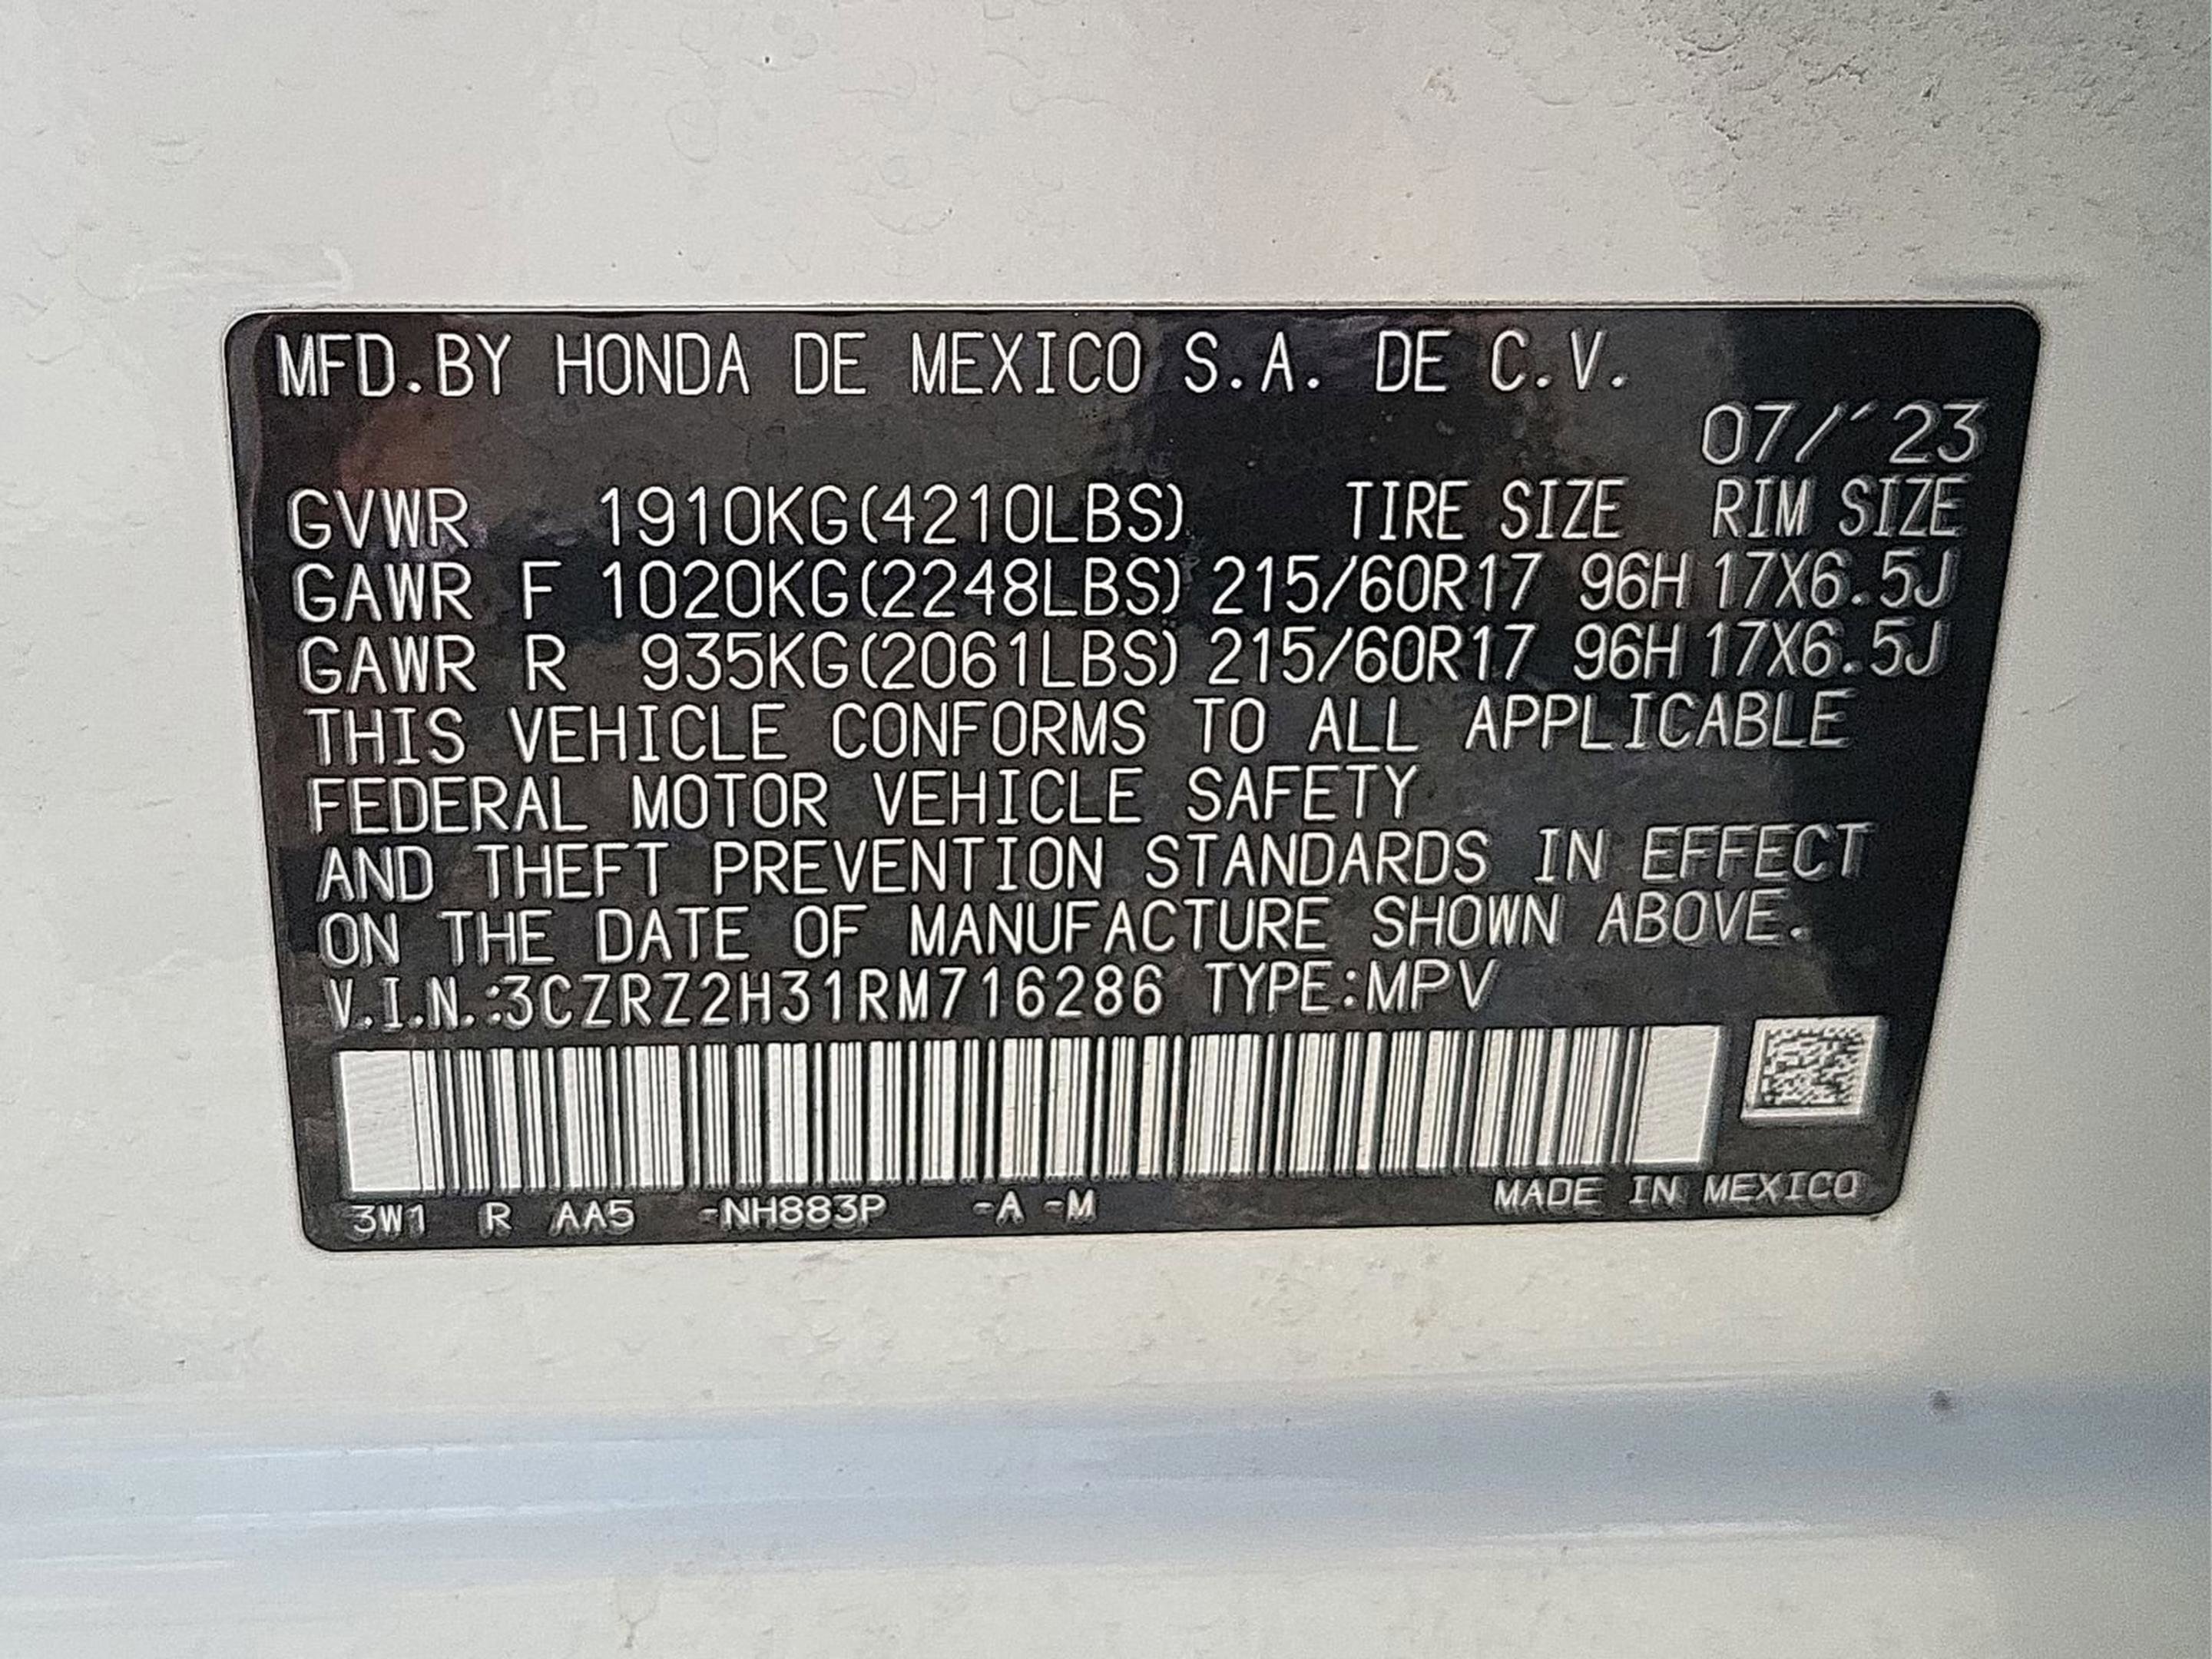 MFD.BY HONDA DE MEXICO S.A. DE C.V.
07/´23
GVWR 1910KG(4210LBS) TIRE SIZE RIM SIZE
GAWR F 1020KG(2248LBS) 215/60R17 96H 17X6.5J
GAWR R 935KG(2061LBS) 215/60R17 96H 17X6.5J
THIS VEHICLE CONFORMS TO ALL APPLICABLE
FEDERAL MOTOR VEHICLE SAFETY
AND THEFT PREVENTION STANDARDS IN EFFECT
ON THE DATE OF MANUFACTURE SHOWN ABOVE.
V.I.N.:3CZRZ2H31RM716286 TYPE:MPV
3W1 R AA5 -NH883P -A -M MADE IN MEXICO